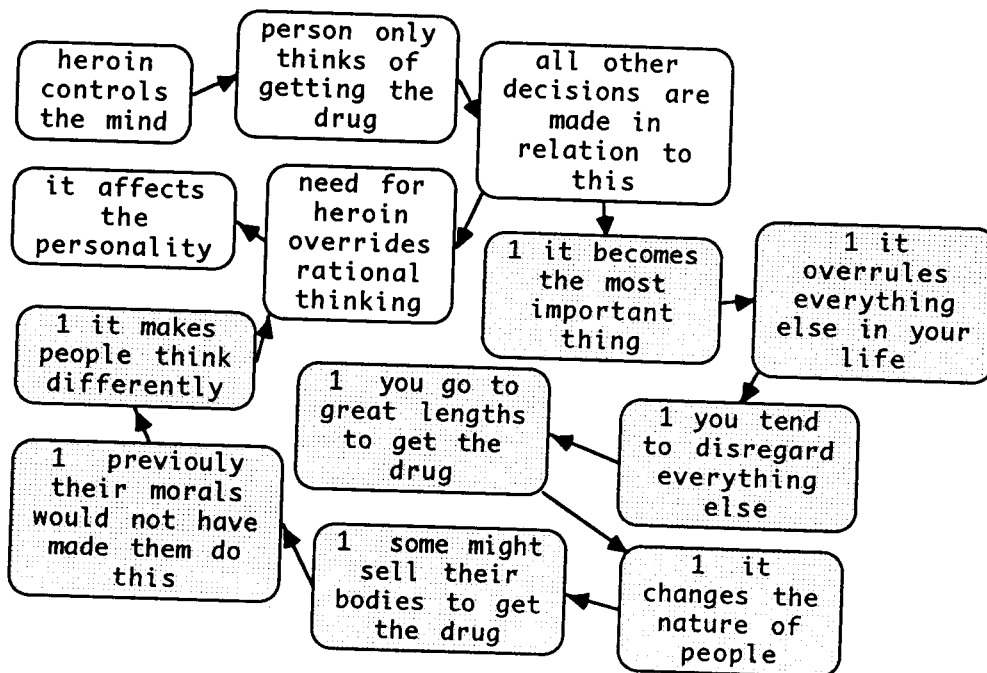 heroin
controls
the mind
person only
thinks of
getting the
drug
all other
decisions are
made in
relation to
this
it affects
the
personality
need for
heroin
overrides
rational
thinking
1 it becomes
the most
important
thing
1 it
overrules
everything
else in your
life
1 it makes
people think
differently
1 you go to
great lengths
to get the
drug
1 you tend
to disregard
everything
else
1 previouly
their morals
would not have
made them do
this
1 some might
sell their
bodies to get
the drug
1 it
changes the
nature of
people